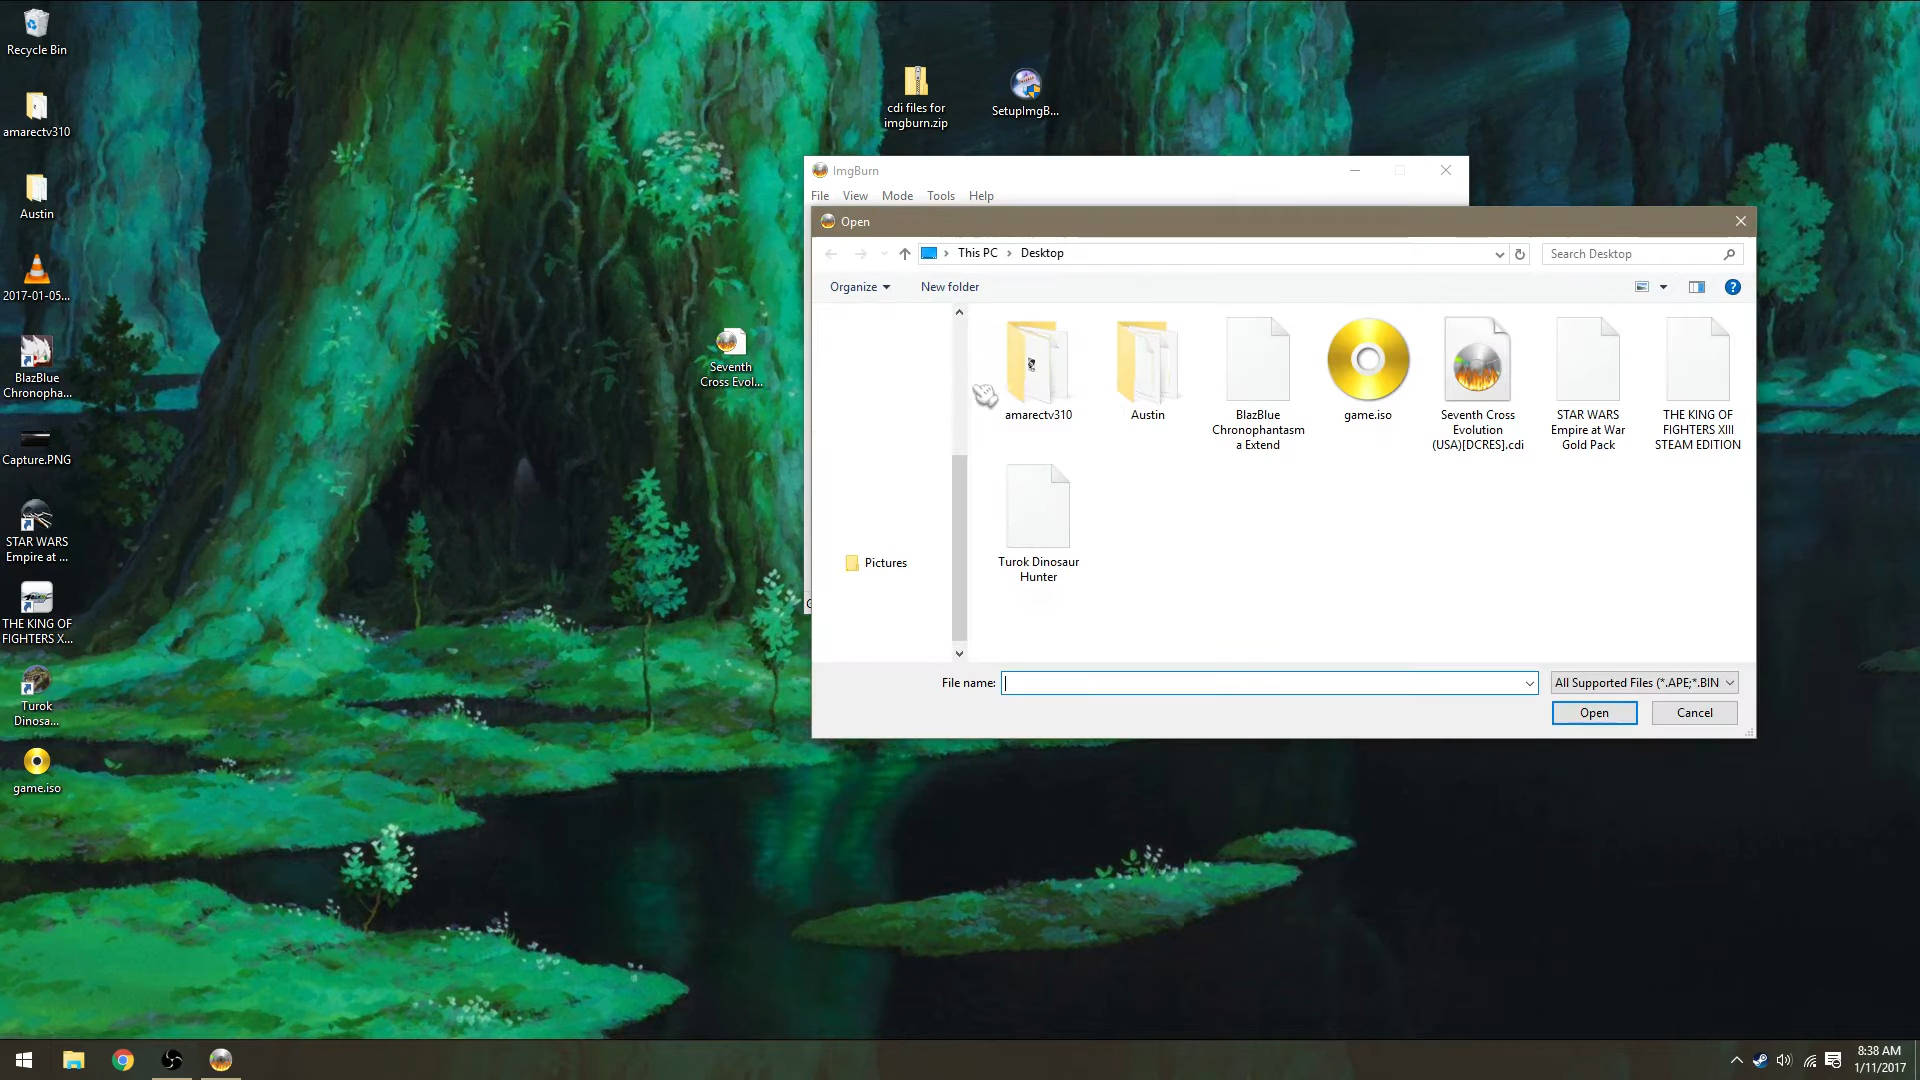 Recycle Bin
amarectv310
Austin
2017-01-05...
BlazBlue
Chronopha...
Capture.PNG
STAR WARS
Empire at ...
THE KING OF
FIGHTERS X...
Turok
Dinosa...
game.iso
cdi files for
imgburn.zip
SetupImgB...
Seventh
Cross Evol...
ImgBurn
File View Mode Tools Help
Open
This PC > Desktop
Search Desktop
Organize New folder
amarectv310
Austin
BlazBlue
Chronophantasm
a Extend
game.iso
Seventh Cross
Evolution
(USA)[DCRES].cdi
STAR WARS
Empire at War
Gold Pack
THE KING OF
FIGHTERS XIII
STEAM EDITION
Turok Dinosaur
Hunter
Pictures
File name:
All Supported Files (*.APE;*.BIN
Open Cancel
8:38 AM
1/11/2017